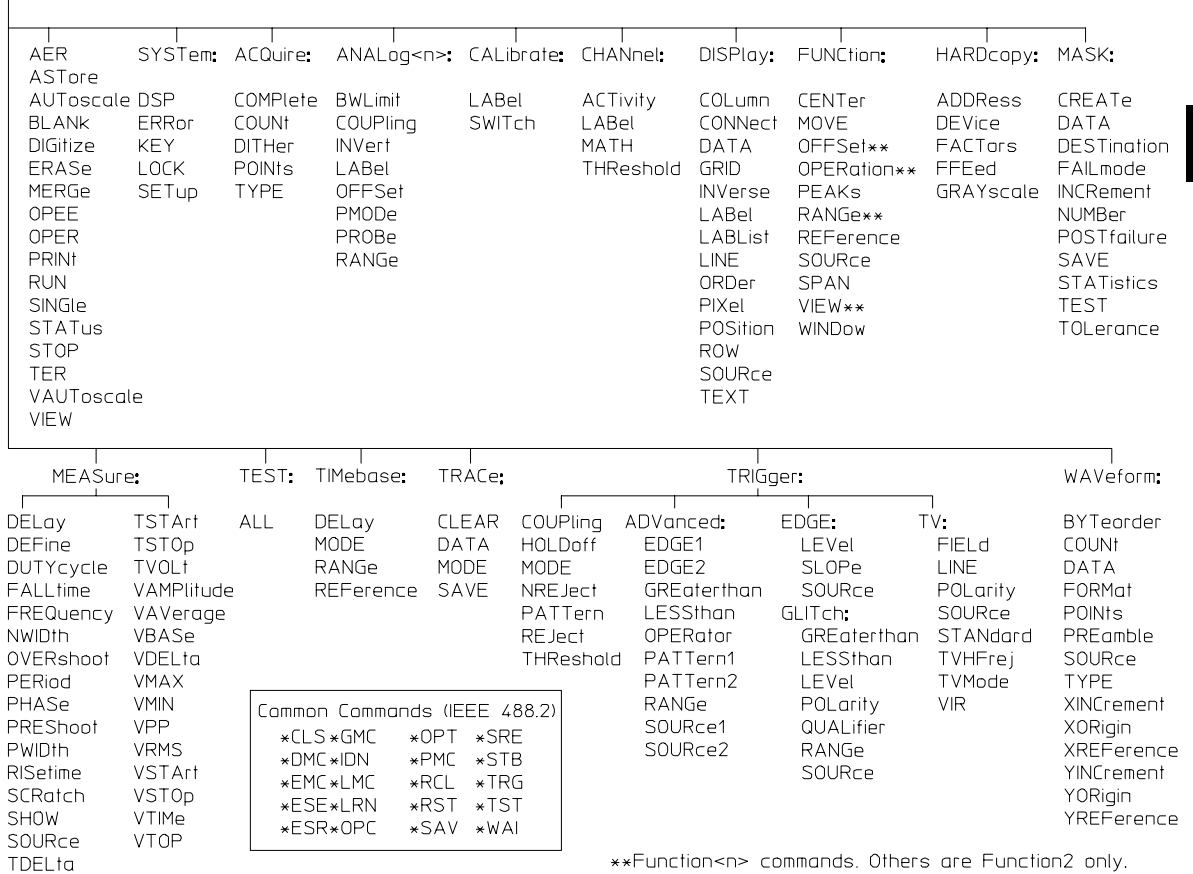 AER
ASTore
AUToscale
BLANk
DIGitize
ERASe
MERGe
OPEE
OPER
PRINt
RUN
SINGle
STATus
STOP
TER
VAUToscale
VIEW
SYSTem:
DSP
ERRor
KEY
LOCK
SETup
ACQuire:
COMPlete
COUNt
DITHer
POINts
TYPE
ANALog<n>:
BWLimit
COUPling
INVert
LABel
OFFSet
PMODe
PROBe
RANGe
CALibrate:
LABel
SWITch
CHANnel:
ACTivity
LABel
MATH
THReshold
DISPlay:
COLumn
CONNect
DATA
GRID
INVerse
LABel
LABList
LINE
ORDer
PIXel
POSition
ROW
SOURce
TEXT
FUNCtion:
CENTer
MOVE
OFFSet**
OPERation**
PEAKs
RANGe**
REFerence
SOURce
SPAN
VIEW**
WINDow
HARDcopy:
ADDRess
DEVice
FACTors
FFEed
GRAYscale
MASK:
CREATe
DATA
DESTination
FAILmode
INCRement
NUMBer
POSTfailure
SAVE
STATistics
TEST
TOLerance
MEASure:
DELay
DEFine
DUTYcycle
FALLtime
FREQuency
NWIDth
OVERshoot
PERiod
PHASe
PREShoot
PWIDth
RISetime
SCRatch
SHOW
SOURce
TDELta
TSTArt
TSTOp
TVOLt
VAMPlitude
VAVerage
VBASe
VDELta
VMAX
VMIN
VPP
VRMS
VSTArt
VSTOp
VTIMe
VTOP
TEST:
ALL
TIMebase:
DELay
MODE
RANGe
REFerence
TRACe:
CLEAR
DATA
MODE
SAVE
TRIGger:
COUPling
HOLDoff
MODE
NREJect
PATTern
REJect
THReshold
ADVanced:
EDGE1
EDGE2
GREaterthan
LESSthan
OPERator
PATTern1
PATTern2
RANGe
SOURce1
SOURce2
EDGE:
LEVel
SLOPe
SOURce
GLITch:
GREaterthan
LESSthan
LEVel
POLarity
QUALifier
RANGe
SOURce
TV:
FIELd
LINE
POLarity
SOURce
STANdard
TVHFrej
TVMode
VIR
WAVeform:
BYTeorder
COUNt
DATA
FORMat
POINts
PREamble
SOURce
TYPE
XINCrement
XORigin
XREFerence
YINCrement
YORigin
YREFerence
Common Commands (IEEE 488.2)
*CLS *GMC *OPT *SRE
*DMC *IDN *PMC *STB
*EMC *LMC *RCL *TRG
*ESE *LRN *RST *TST
*ESR *OPC *SAV *WAI
**Function<n> commands. Others are Function2 only.